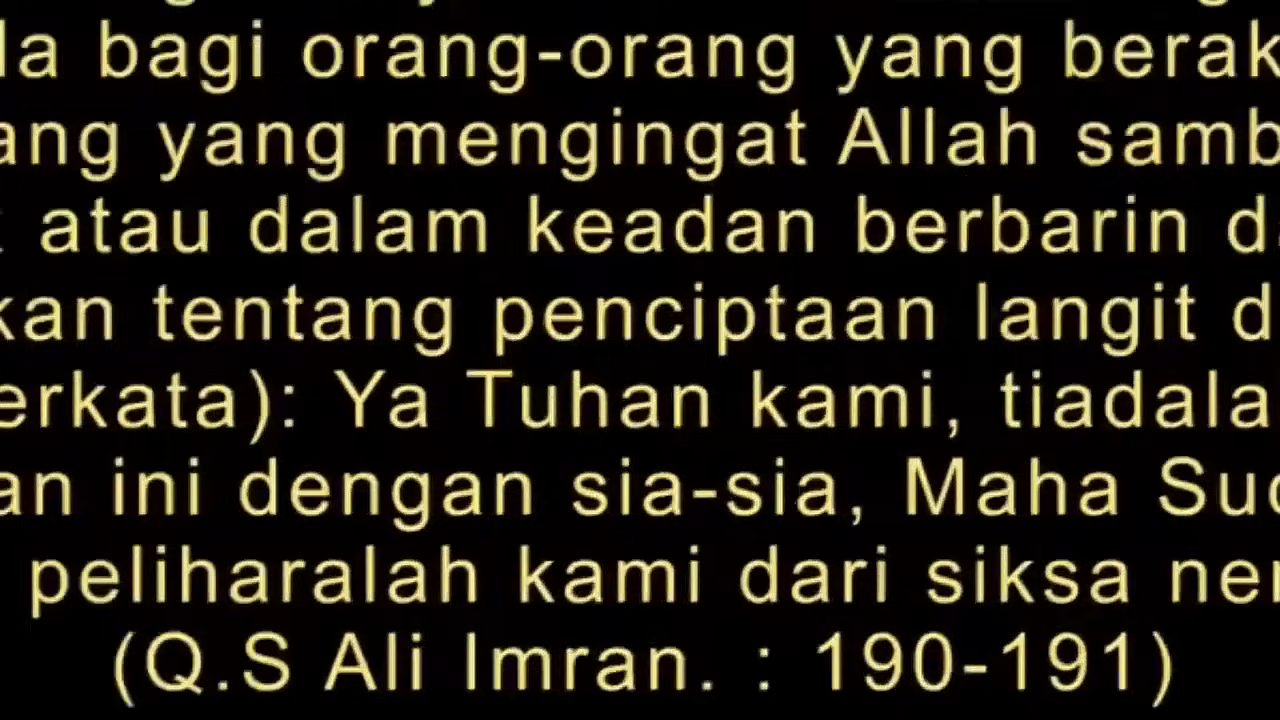 la bagi orang-orang yang berak
ang yang mengingat Allah samb
atau dalam keadan berbarin d
kan tentang penciptaan langit d
erkata): Ya Tuhan kami, tiadala
an ini dengan sia-sia, Maha Suc
peliharalah kami dari siksa ner
(Q.S Ali Imran. : 190-191)